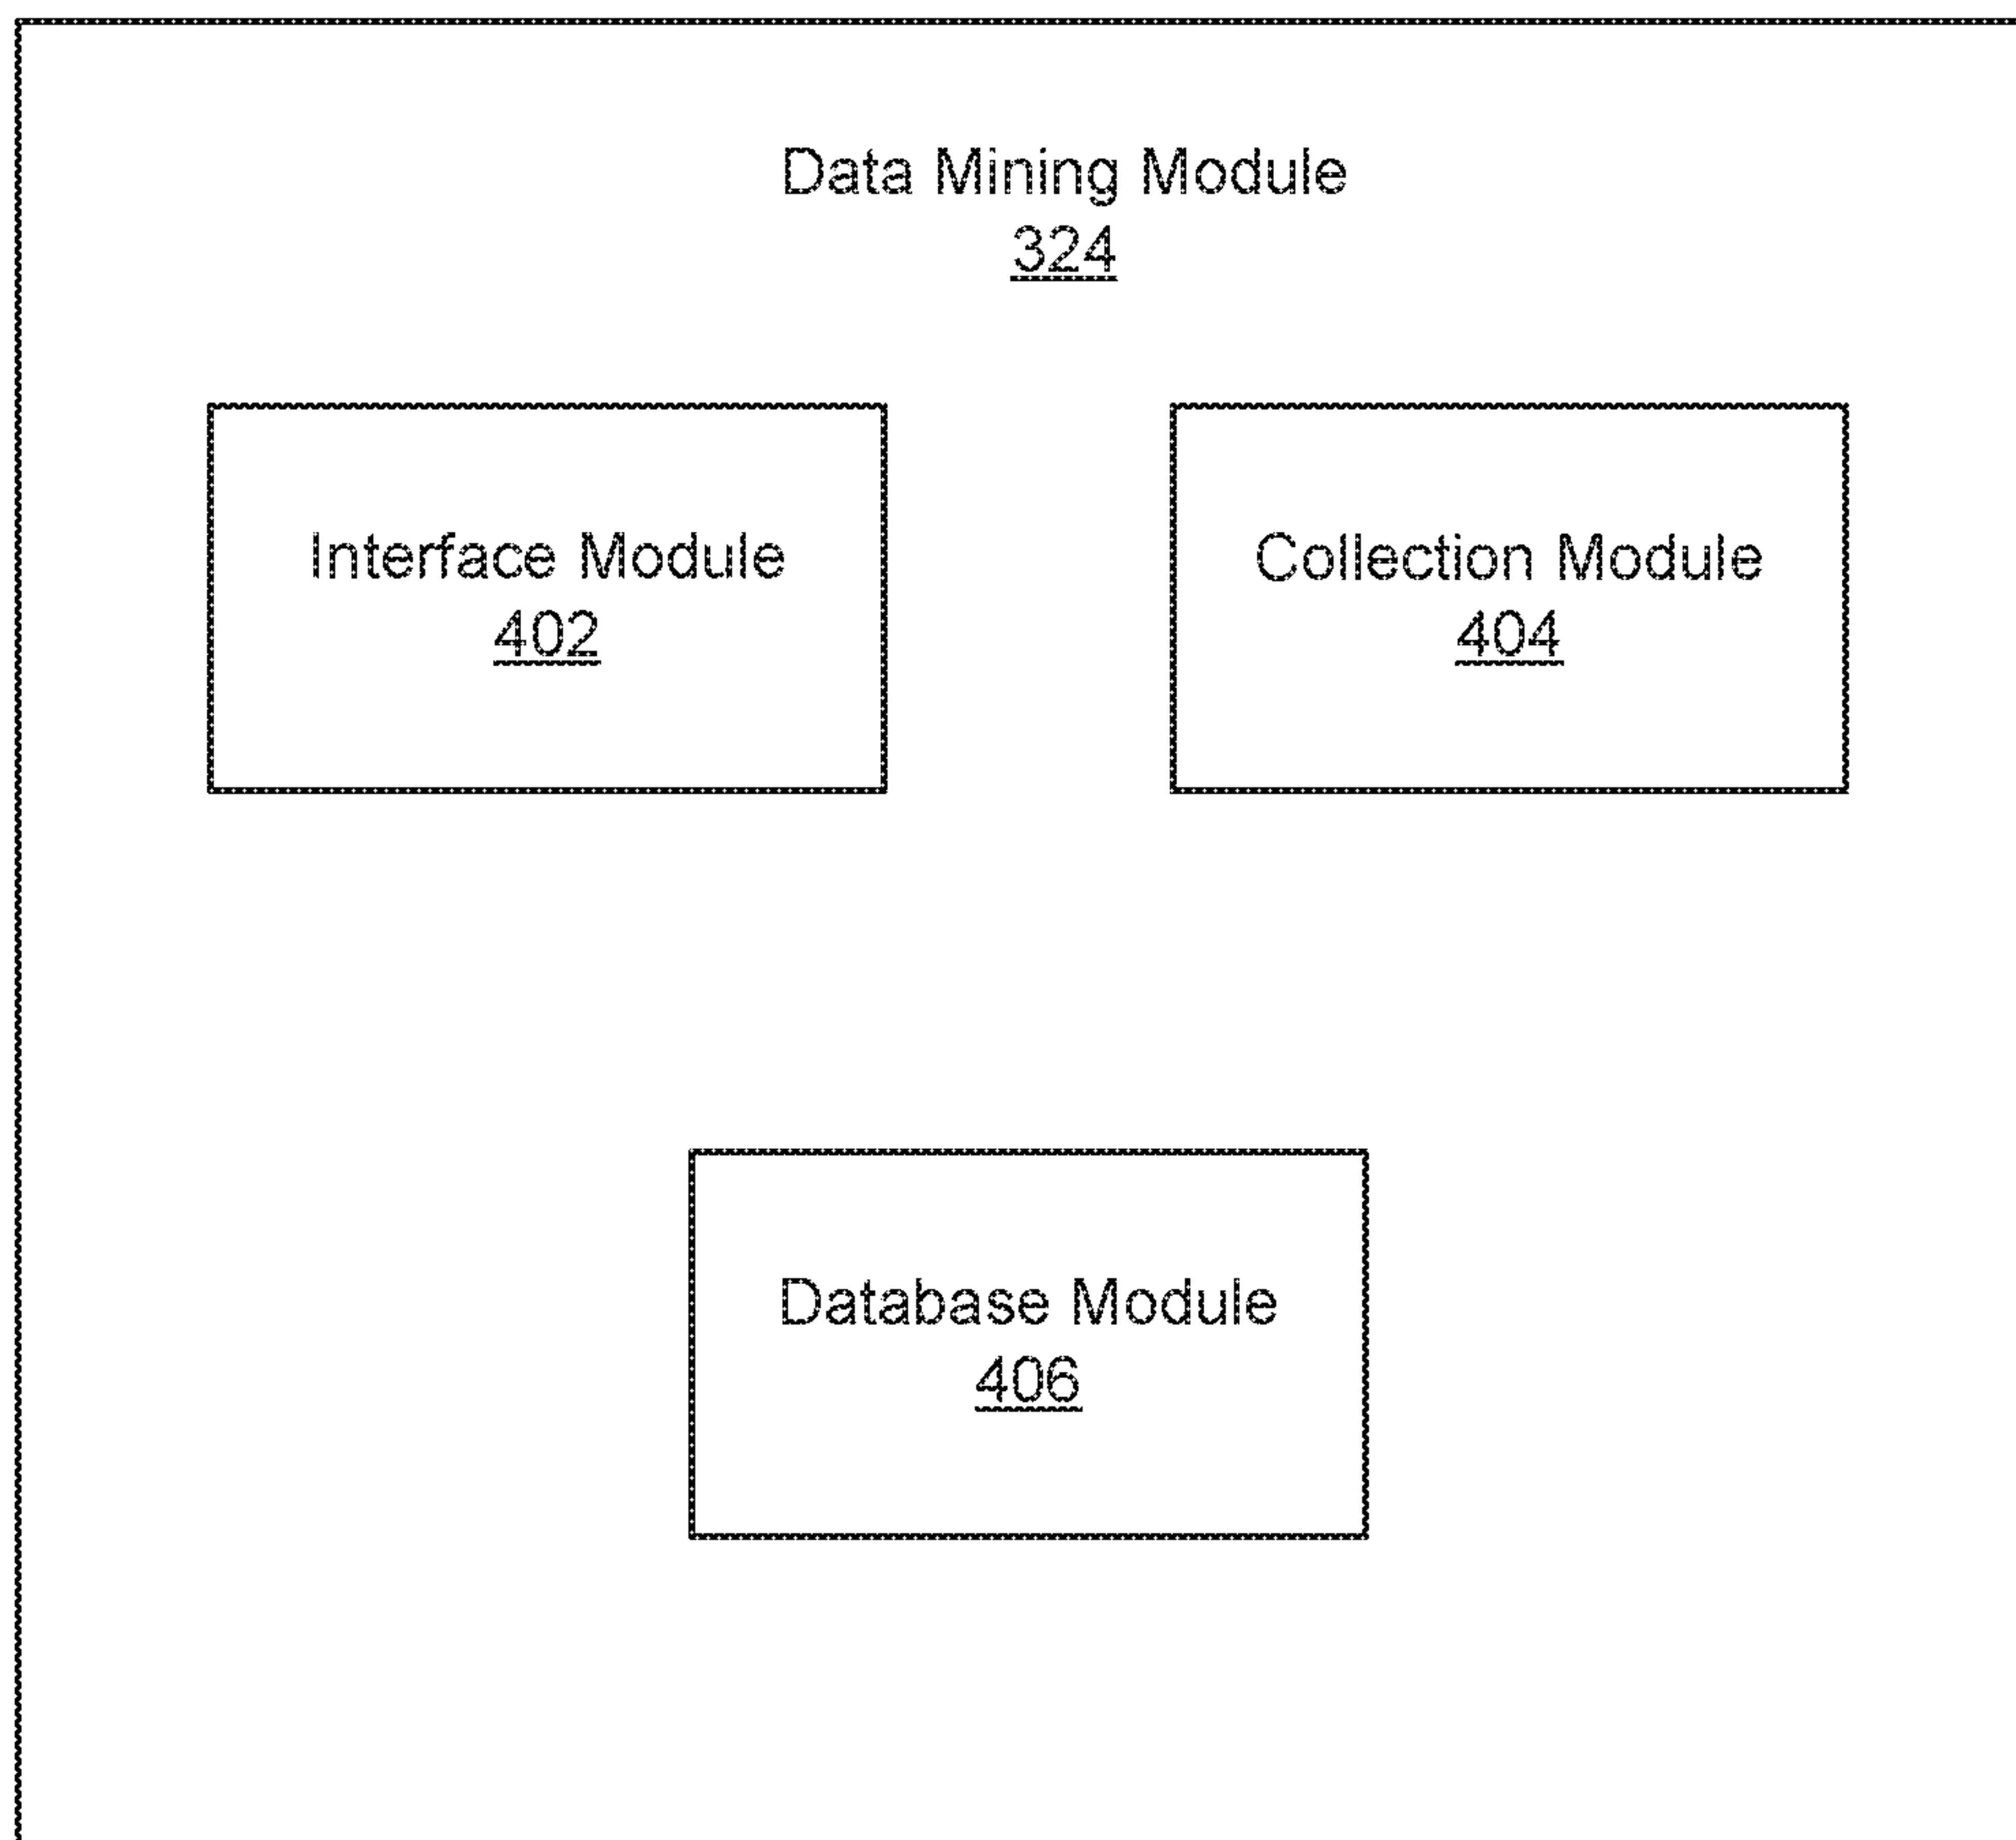 Data Mining Module
324
Interface Module
402
Collection Module
404
Database Module
406